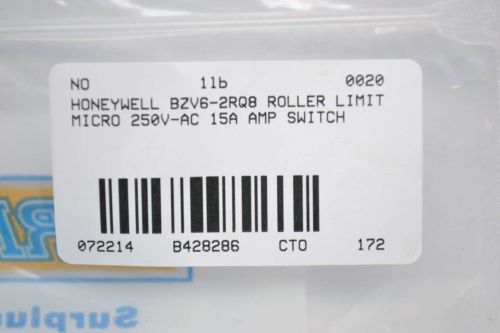 NO 1lb 0020
HONEYWELL BZV6-2RQ8 ROLLER LIMIT
MICRO 250V-AC 15A AMP SWITCH
072214 B428286 CTO 172
Surplus